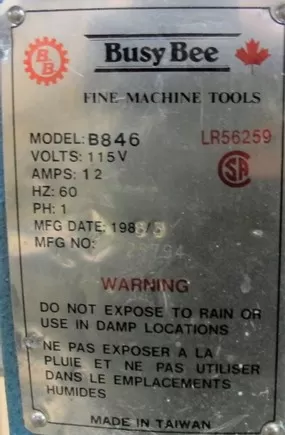 BB
Busy Bee
FINE MACHINE TOOLS
MODEL: B846 LR56259
VOLTS: 115V
AMPS: 12
HZ: 60
PH: 1
MFG DATE:
MFG NO:
WARNING
DO NOT EXPOSE TO RAIN OR
USE IN DAMP LOCATIONS
NE PAS EXPOSER A LA
PLUIE ET NE PAS UTILISER
DANS LE EMPLACEMENTS
HUMIDES
MADE IN TAIWAN